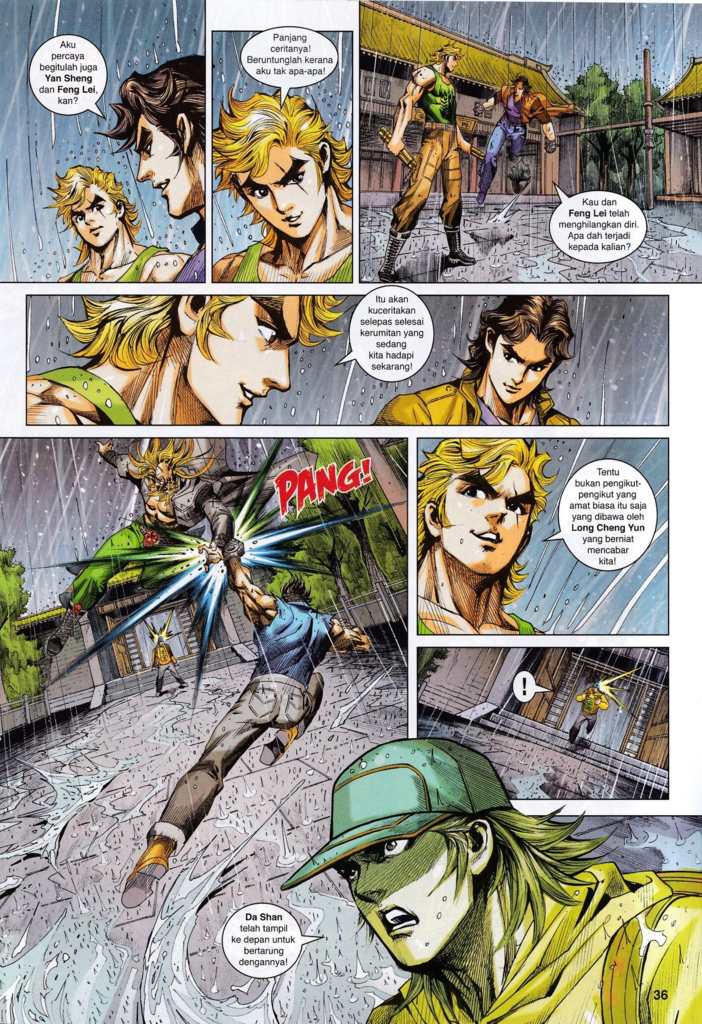 Aku
percaya
begitulah juga
Yan Sheng
dan Feng Lei,
kan?
Panjang
ceritanya!
Beruntunglah kerana
aku tak apa-apa!
Kau dan
Feng Lei telah
menghilangkan diri.
Apa dah terjadi
kepada kalian?
Itu akan
kuceritakan
selepas selesai
kerumitan yang
sedang
kita hadapi
sekarang!
PANG!
Tentu
bukan pengikut-
pengikut yang
amat biasa itu saja
yang dibawa oleh
Long Cheng Yun
yang berniat
mencabar
kita!
!
Da Shan
telah tampil
ke depan untuk
bertarung
dengannya!
36